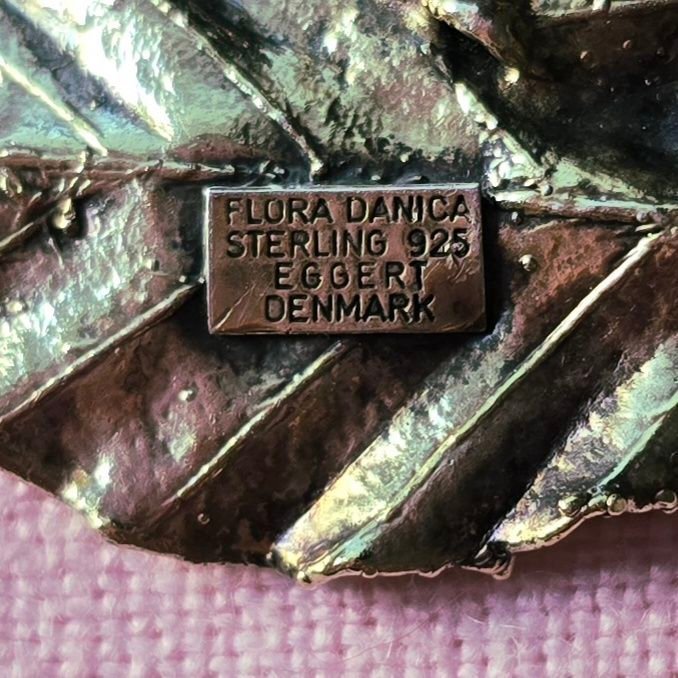 FLORA DANICA
STERLING 925
EGGERT
DENMARK